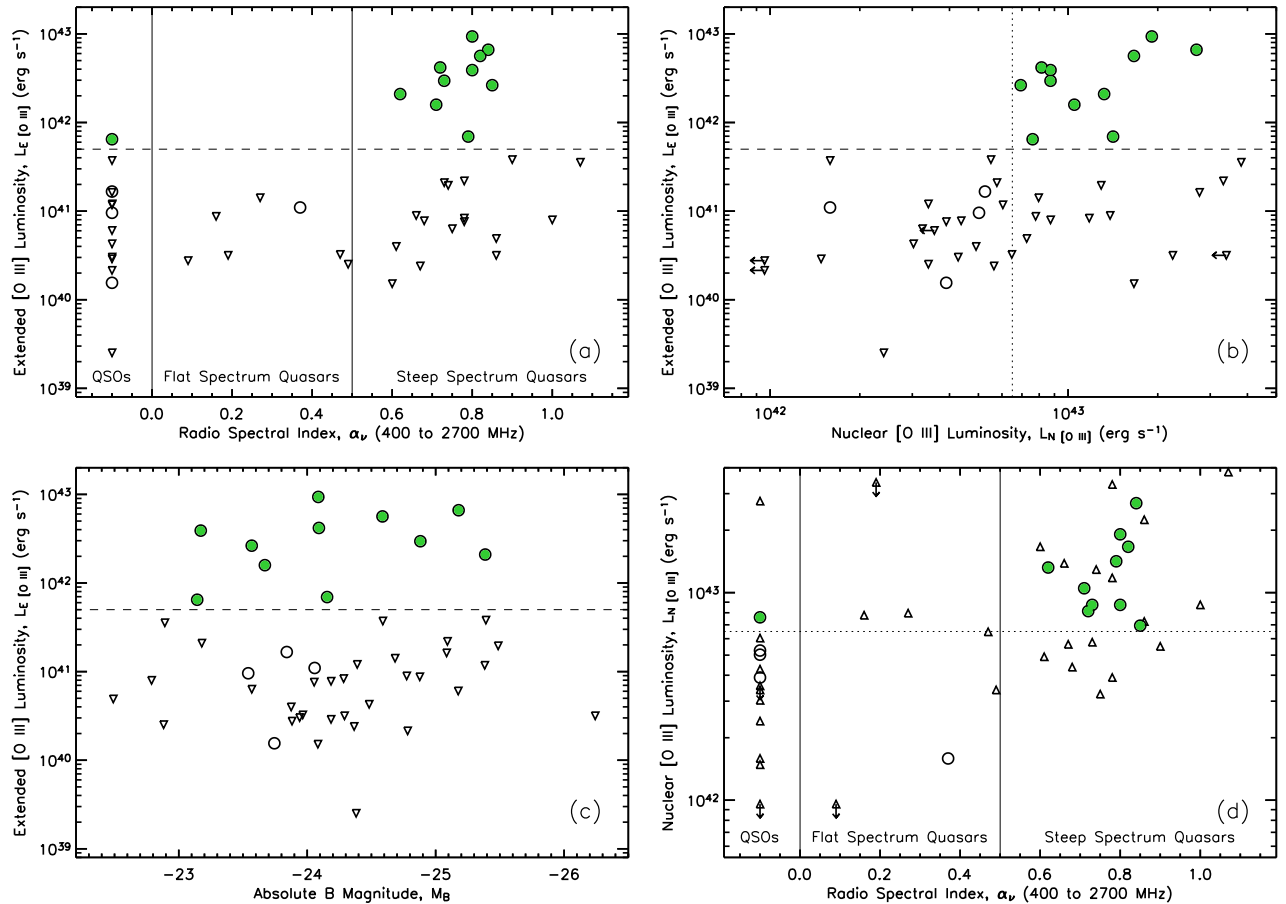 Extended [O III] Luminosity, L_E [O III] (erg s⁻¹)
10⁴³
10⁴²
10⁴¹
10⁴⁰
10³⁹
(a)
QSOs Flat Spectrum Quasars Steep Spectrum Quasars
0.0 0.2 0.4 0.6 0.8 1.0
Radio Spectral Index, αν (400 to 2700 MHz)
Extended [O III] Luminosity, L_E [O III] (erg s⁻¹)
10⁴³
10⁴²
10⁴¹
10⁴⁰
10³⁹
(b)
10⁴² 10⁴³
Nuclear [O III] Luminosity, L_N [O III] (erg s⁻¹)
Extended [O III] Luminosity, L_E [O III] (erg s⁻¹)
10⁴³
10⁴²
10⁴¹
10⁴⁰
10³⁹
(c)
−23 −24 −25 −26
Absolute B Magnitude, M_B
Nuclear [O III] Luminosity, L_N [O III] (erg s⁻¹)
10⁴³
10⁴²
(d)
QSOs Flat Spectrum Quasars Steep Spectrum Quasars
0.0 0.2 0.4 0.6 0.8 1.0
Radio Spectral Index, αν (400 to 2700 MHz)